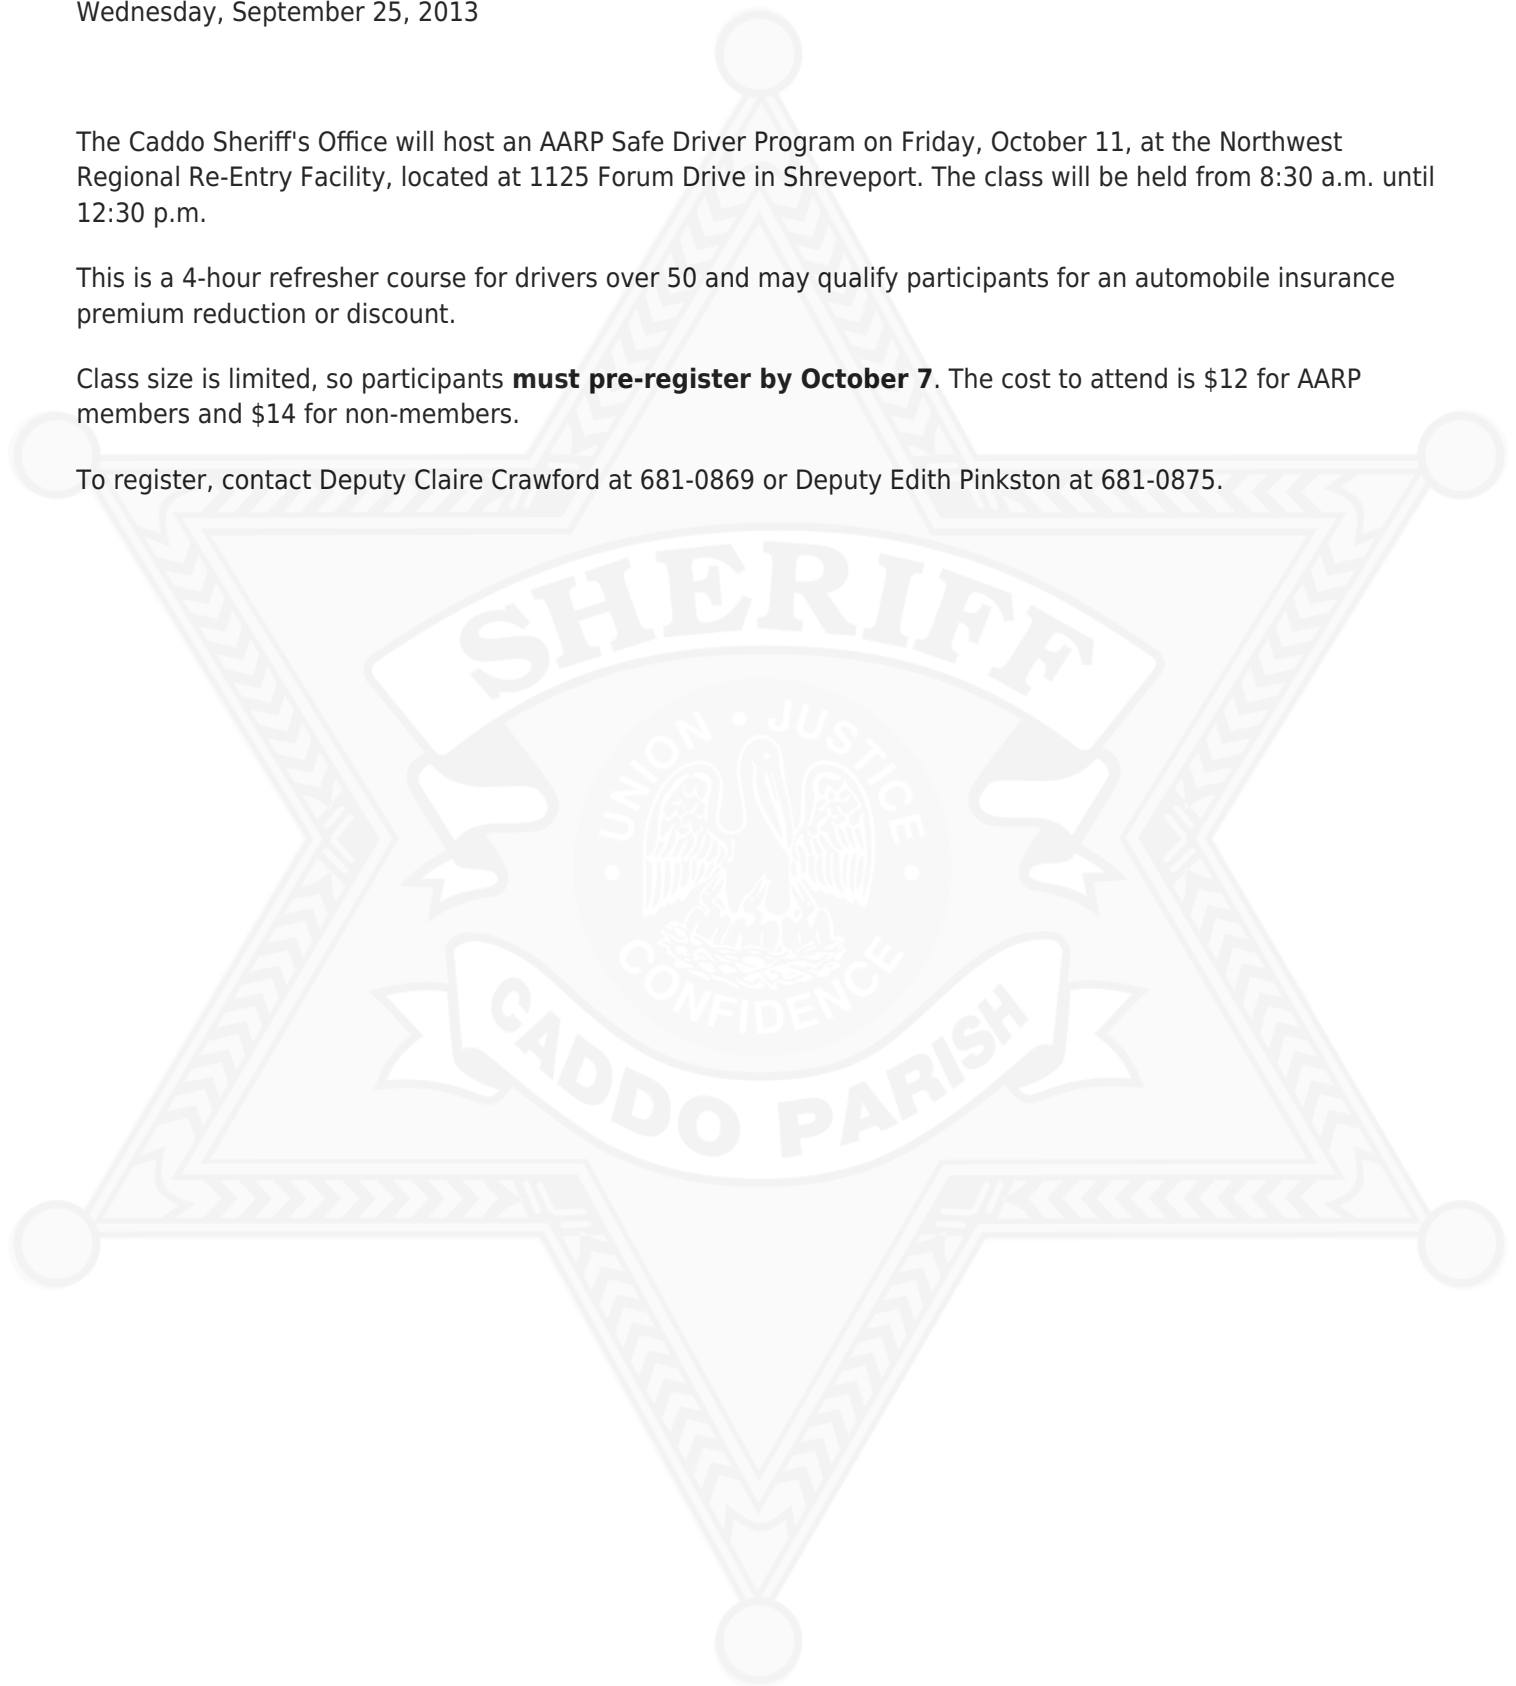 Wednesday, September 25, 2013
The Caddo Sheriff's Office will host an AARP Safe Driver Program on Friday, October 11, at the Northwest
Regional Re-Entry Facility, located at 1125 Forum Drive in Shreveport. The class will be held from 8:30 a.m. until
12:30 p.m.
This is a 4-hour refresher course for drivers over 50 and may qualify participants for an automobile insurance
premium reduction or discount.
Class size is limited, so participants must pre-register by October 7. The cost to attend is $12 for AARP
members and $14 for non-members.
To register, contact Deputy Claire Crawford at 681-0869 or Deputy Edith Pinkston at 681-0875.
SHERIFF
UNION • JUSTICE
• CONFIDENCE •
CADDO PARISH